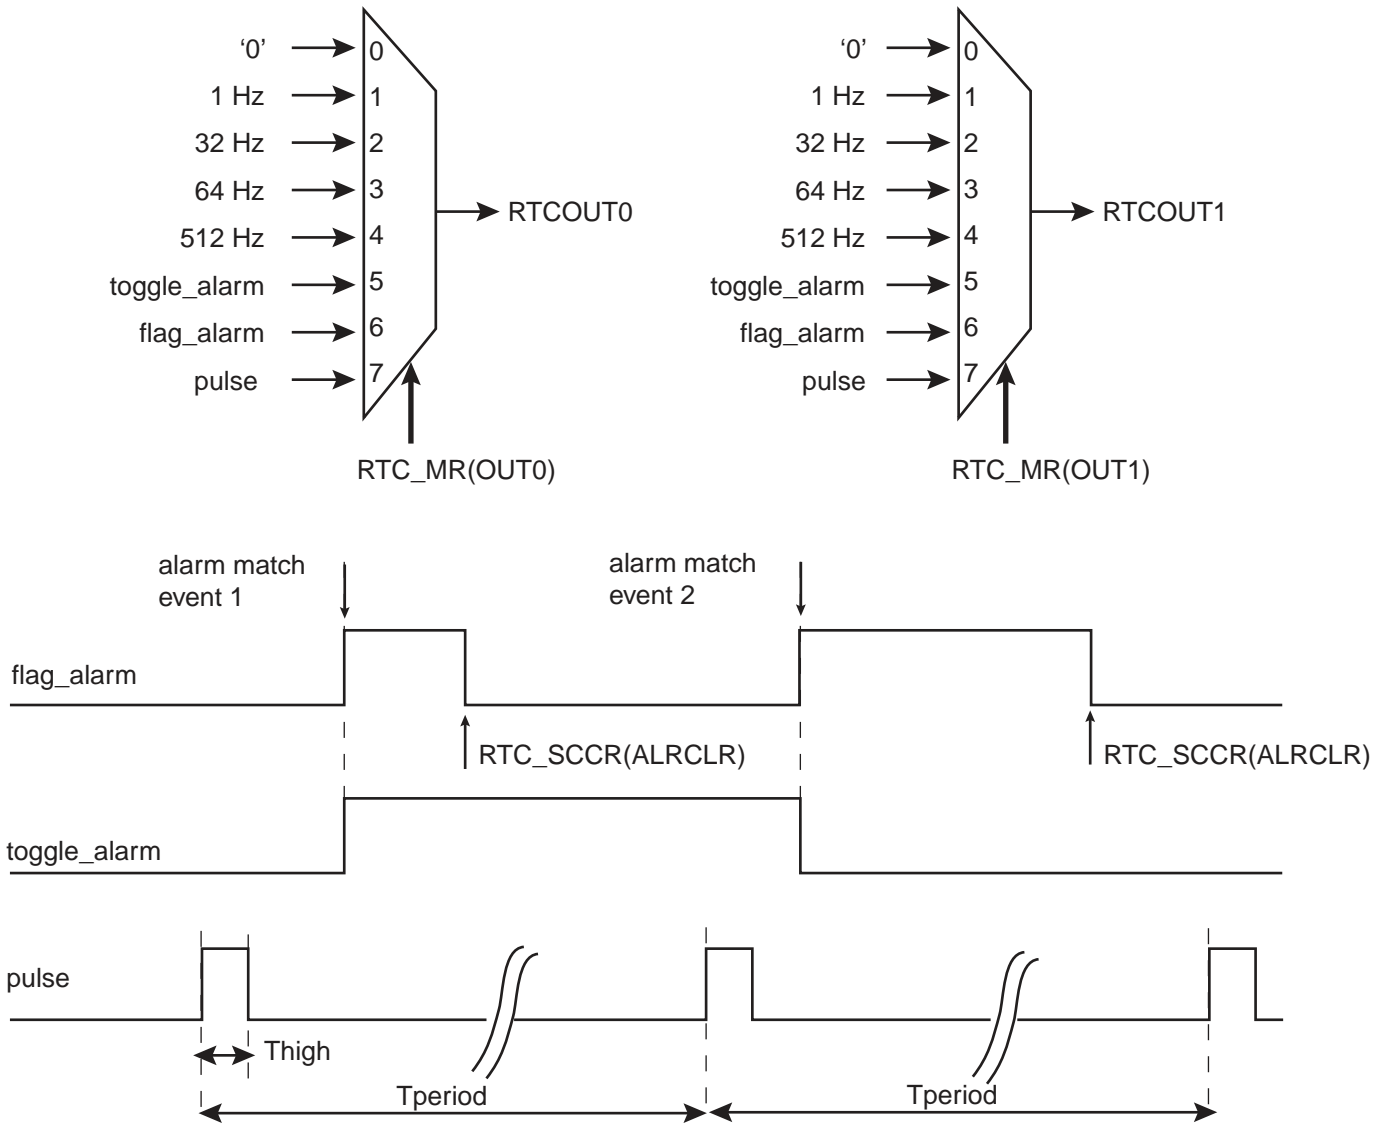 ‘0’
0
1 Hz
1
32 Hz
2
64 Hz
3
512 Hz
4
toggle_alarm
5
flag_alarm
6
pulse
7
RTCOUT0
RTC_MR(OUT0)
‘0’
0
1 Hz
1
32 Hz
2
64 Hz
3
512 Hz
4
toggle_alarm
5
flag_alarm
6
pulse
7
RTCOUT1
RTC_MR(OUT1)
alarm match
event 1
alarm match
event 2
flag_alarm
RTC_SCCR(ALRCLR)
RTC_SCCR(ALRCLR)
toggle_alarm
pulse
Thigh
Tperiod
Tperiod